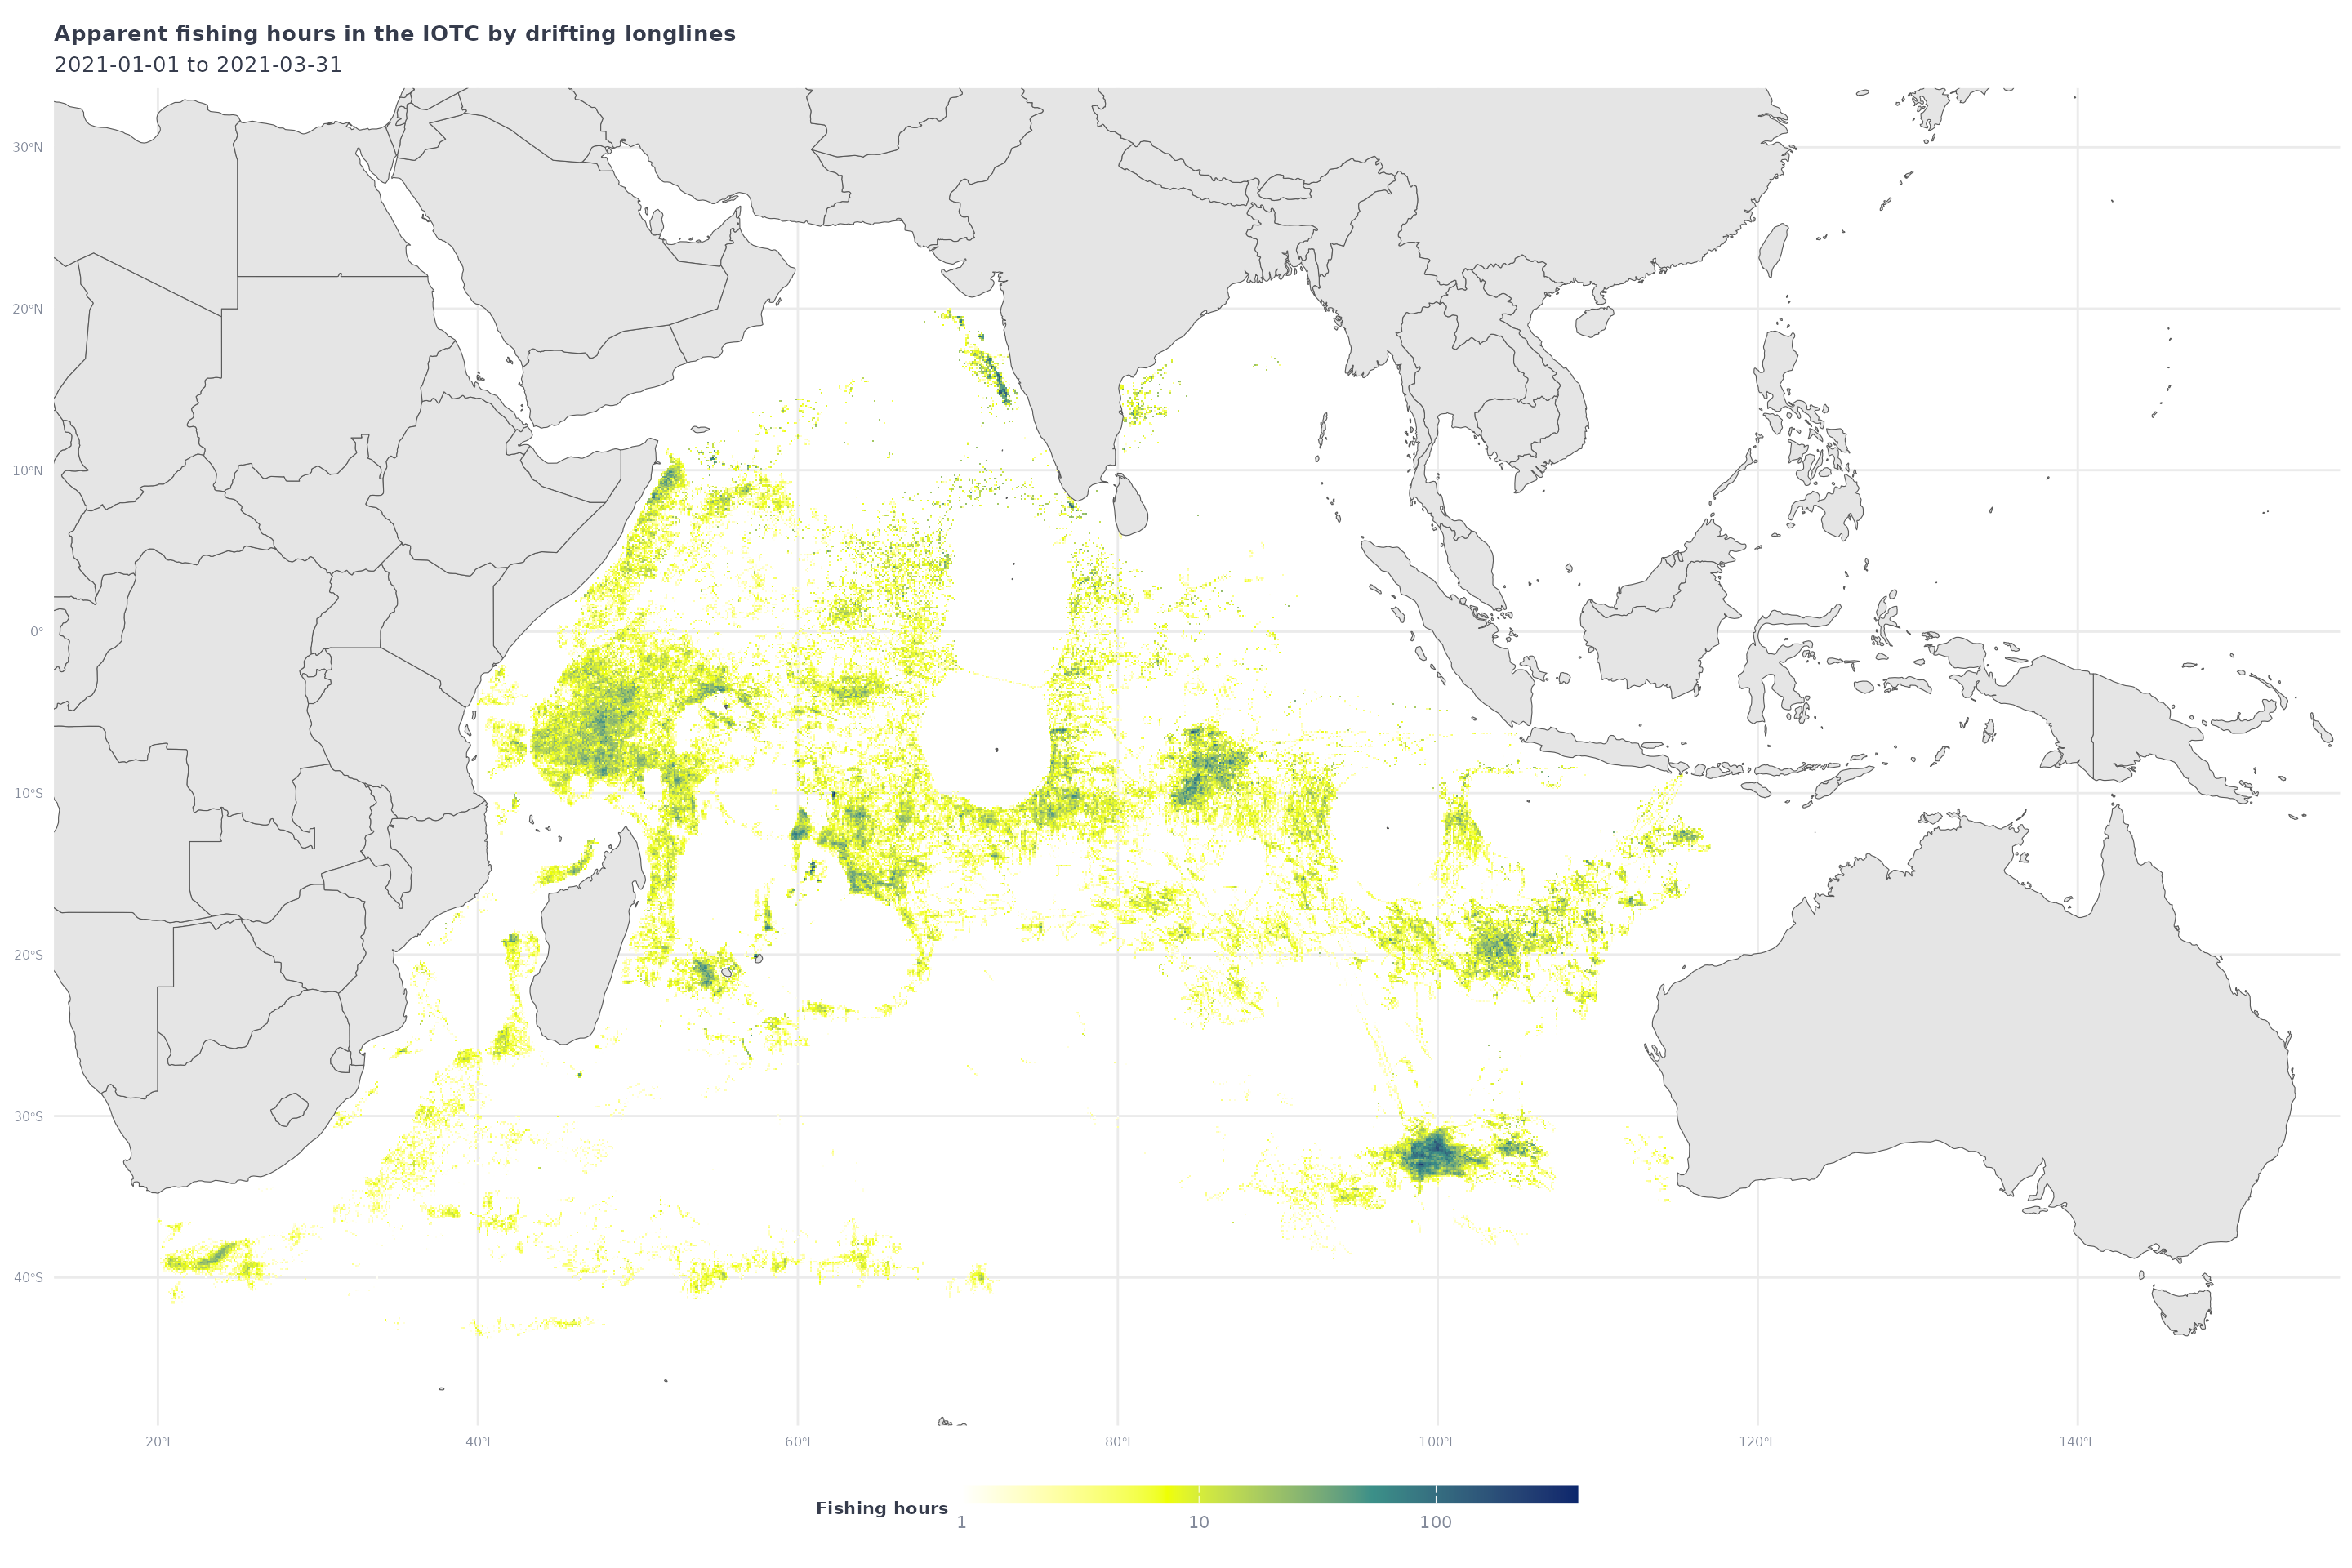 Apparent fishing hours in the IOTC by drifting longlines
2021-01-01 to 2021-03-31
30°N
20°N
10°N
0°
10°S
20°S
30°S
40°S
20°E 40°E 60°E 80°E 100°E 120°E 140°E
Fishing hours
1 10 100